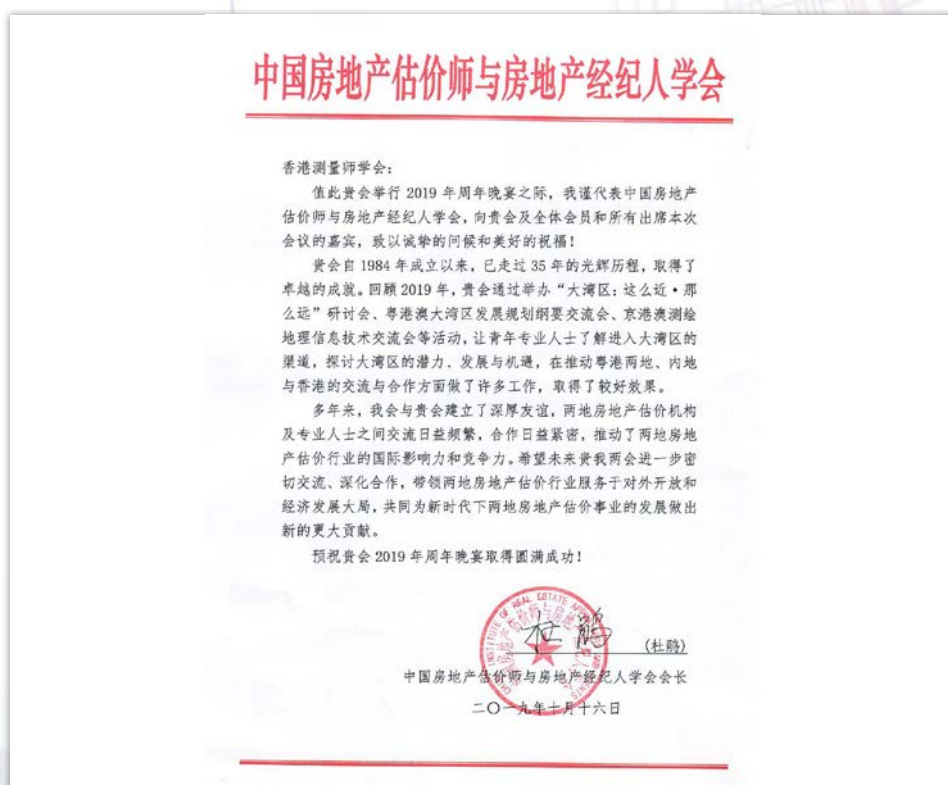 中国房地产估价师与房地产经纪人学会
香港测量师学会：
值此贵会举行 2019 年周年晚宴之际，我谨代表中国房地产
估价师与房地产经纪人学会，向贵会及全体会员和所有出席本次
会议的嘉宾，致以诚挚的问候和美好的祝福！
贵会自 1984 年成立以来，已走过 35 年的光辉历程，取得了
卓越的成就。回顾 2019 年，贵会通过举办“大湾区：这么近·那
么远”研讨会、粤港澳大湾区发展规划纲要交流会、京港澳测绘
地理信息技术交流会等活动，让青年专业人士了解进入大湾区的
渠道，探讨大湾区的潜力、发展与机遇，在推动粤港两地、内地
与香港的交流与合作方面做了许多工作，取得了较好效果。
多年来，我会与贵会建立了深厚友谊，两地房地产估价机构
及专业人士之间交流日益频繁，合作日益紧密，推动了两地房地
产估价行业的国际影响力和竞争力。希望未来贵我两会进一步密
切交流、深化合作，带领两地房地产估价行业服务于对外开放和
经济发展大局，共同为新时代下两地房地产估价事业的发展做出
新的更大贡献。
预祝贵会 2019 年周年晚宴取得圆满成功！
杜鹃
(杜鹃)
中国房地产估价师与房地产经纪人学会会长
二〇一九年十月十六日